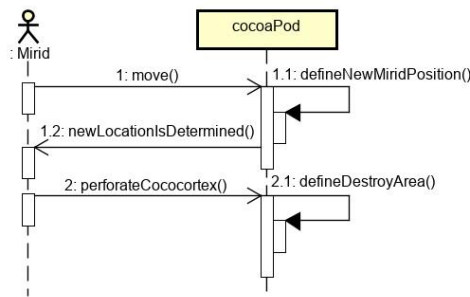 cocoaPod
: Mirid
1: move()
1.1: defineNewMiridPosition()
1.2: newLocationIsDetermined()
2: perforateCococortex()
2.1: defineDestroyArea()